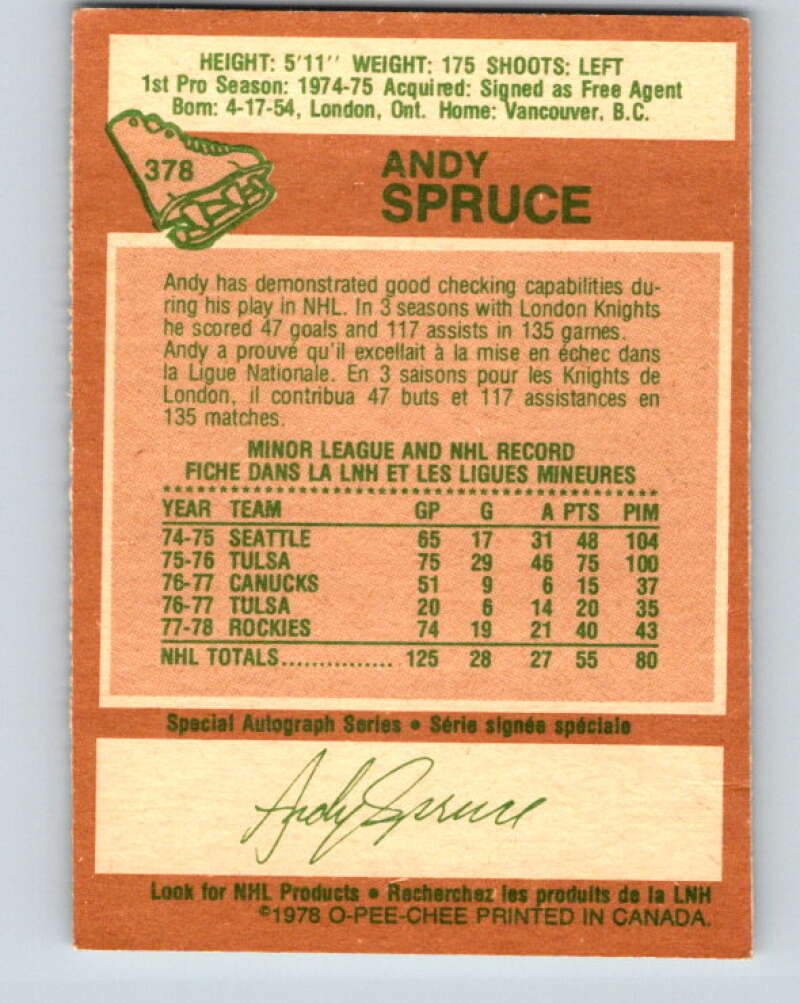 HEIGHT: 5'11'' WEIGHT: 175 SHOOTS: LEFT
1st Pro Season: 1974-75 Acquired: Signed as Free Agent
Born: 4-17-54, London, Ont. Home: Vancouver, B.C.
378
ANDY
SPRUCE
Andy has demonstrated good checking capabilities du-
ring his play in NHL. In 3 seasons with London Knights
he scored 47 goals and 117 assists in 135 games.
Andy a prouvé qu'il excellait à la mise en échec dans
la Ligue Nationale. En 3 saisons pour les Knights de
London, il contribua 47 buts et 117 assistances en
135 matches.
MINOR LEAGUE AND NHL RECORD
FICHE DANS LA LNH ET LES LIGUES MINEURES
YEAR TEAM GP G A PTS PIM
74-75 SEATTLE 65 17 31 48 104
75-76 TULSA 75 29 46 75 100
76-77 CANUCKS 51 9 6 15 37
76-77 TULSA 20 6 14 20 35
77-78 ROCKIES 74 19 21 40 43
NHL TOTALS................ 125 28 27 55 80
Special Autograph Series • Série signée spéciale
Andy Spruce
Look for NHL Products • Recherchez les produits de la LNH
©1978 O-PEE-CHEE PRINTED IN CANADA.